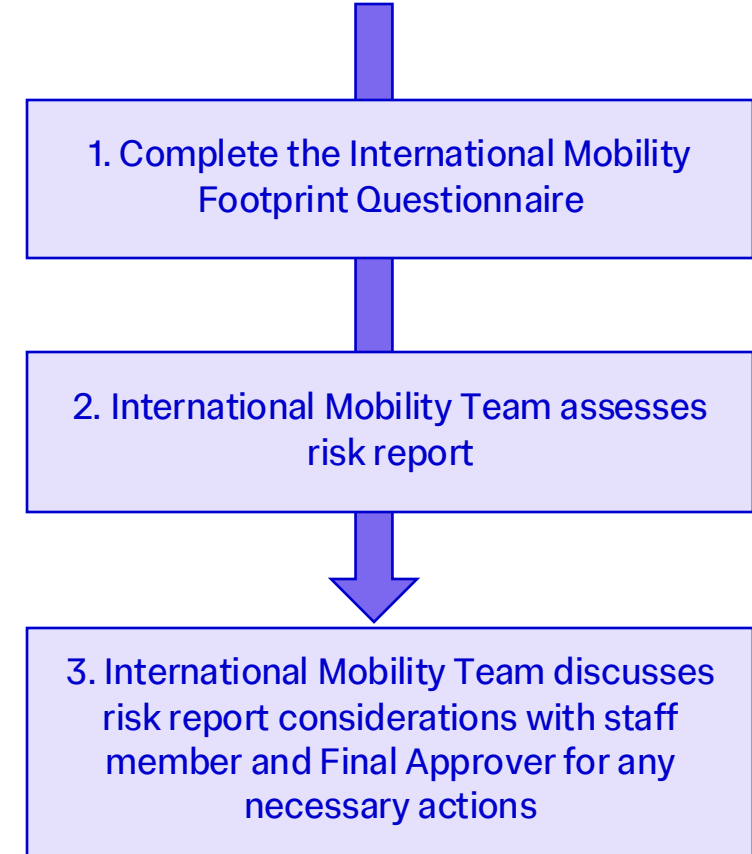 1. Complete the International Mobility
Footprint Questionnaire
2. International Mobility Team assesses
risk report
3. International Mobility Team discusses
risk report considerations with staff
member and Final Approver for any
necessary actions